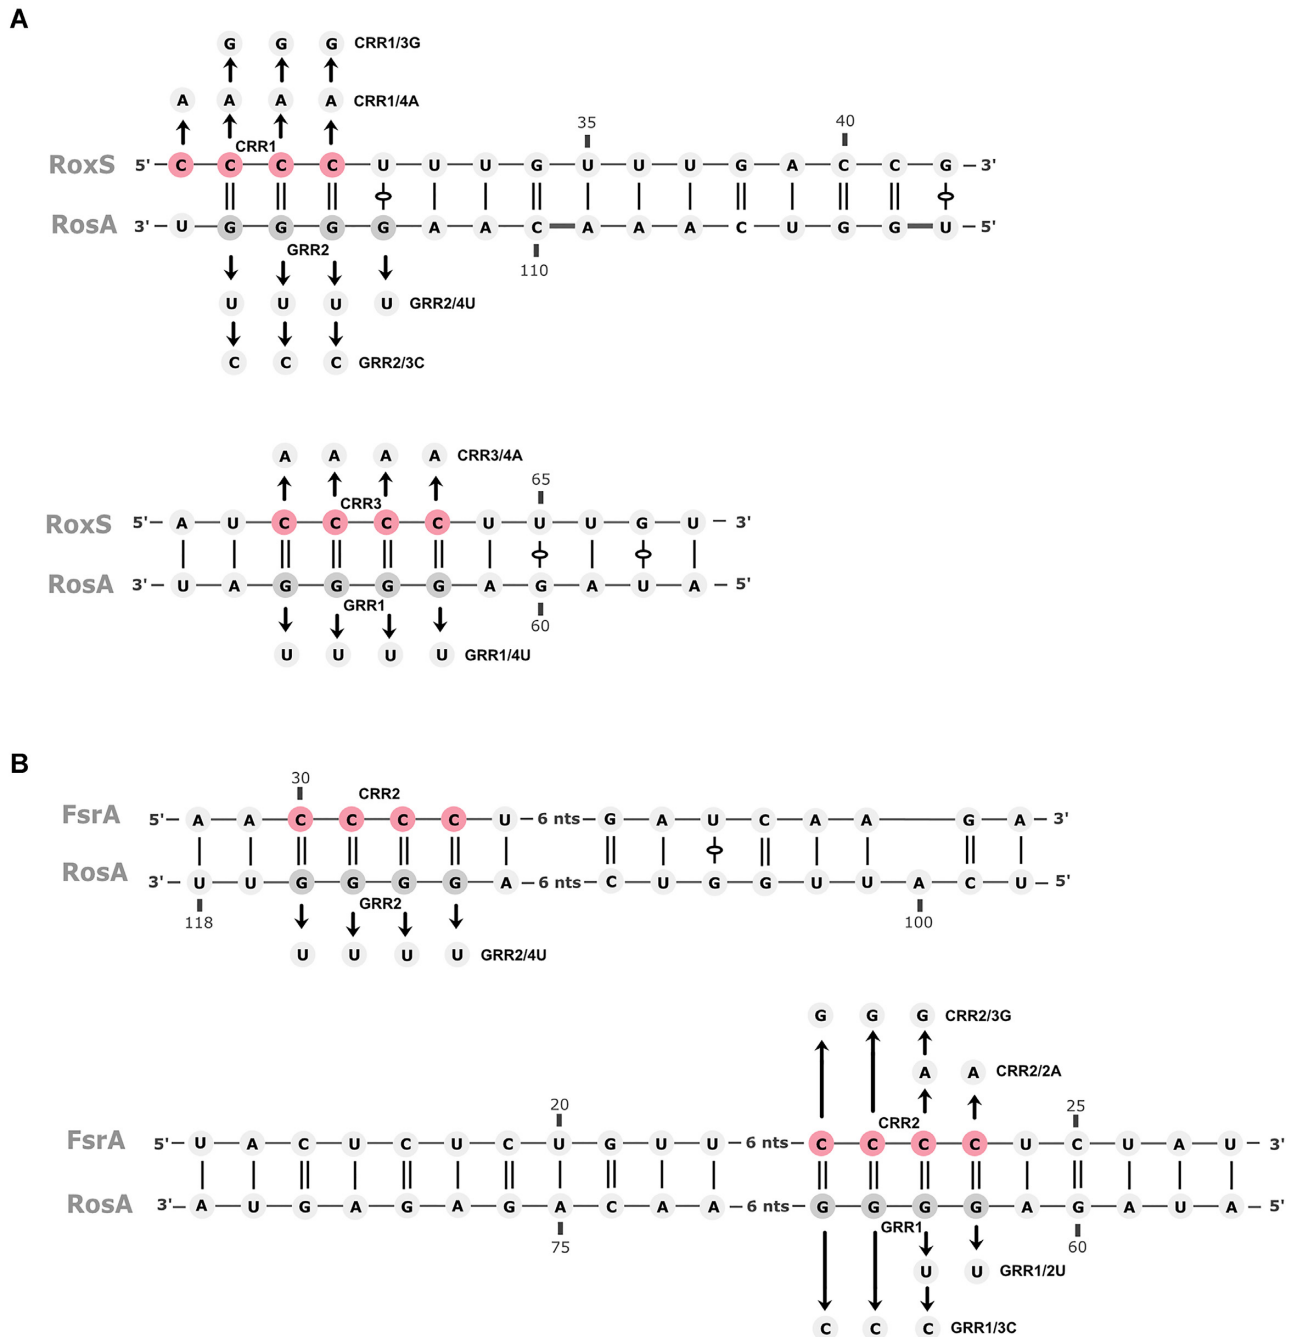 A
G G G CRR1/3G
A A A A CRR1/4A
35 40
CRR1
RoxS 5' C C C C U U U G U U U G A C C G 3'
RosA 3' U G G G G A A C A A A C U G G U 5'
GRR2
110
U U U U GRR2/4U
C C C GRR2/3C
A A A A CRR3/4A
65
CRR3
RoxS 5' A U C C C C U U U G U 3'
RosA 3' U A G G G G A G A U A 5'
GRR1
60
U U U U GRR1/4U
B
30
CRR2
FsrA 5' A A C C C C U 6 nts G A U C A A G A 3'
RosA 3' U U G G G G A 6 nts C U G G U U A C U 5'
GRR2
118 100
U U U U GRR2/4U
G G G CRR2/3G
A A CRR2/2A
20 25
CRR2
FsrA 5' U A C U C U C U G U U 6 nts C C C C U C U A U 3'
RosA 3' A U G A G A G A C A A 6 nts G G G G A G A U A 5'
GRR1
75 60
U U GRR1/2U
C C C GRR1/3C